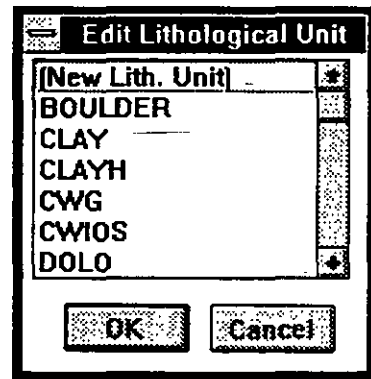 Edit Lithological Unit
(New Lith. Unit)
BOULDER
CLAY
CLAYH
CWG
CWIOS
DOLO
OK Cancel